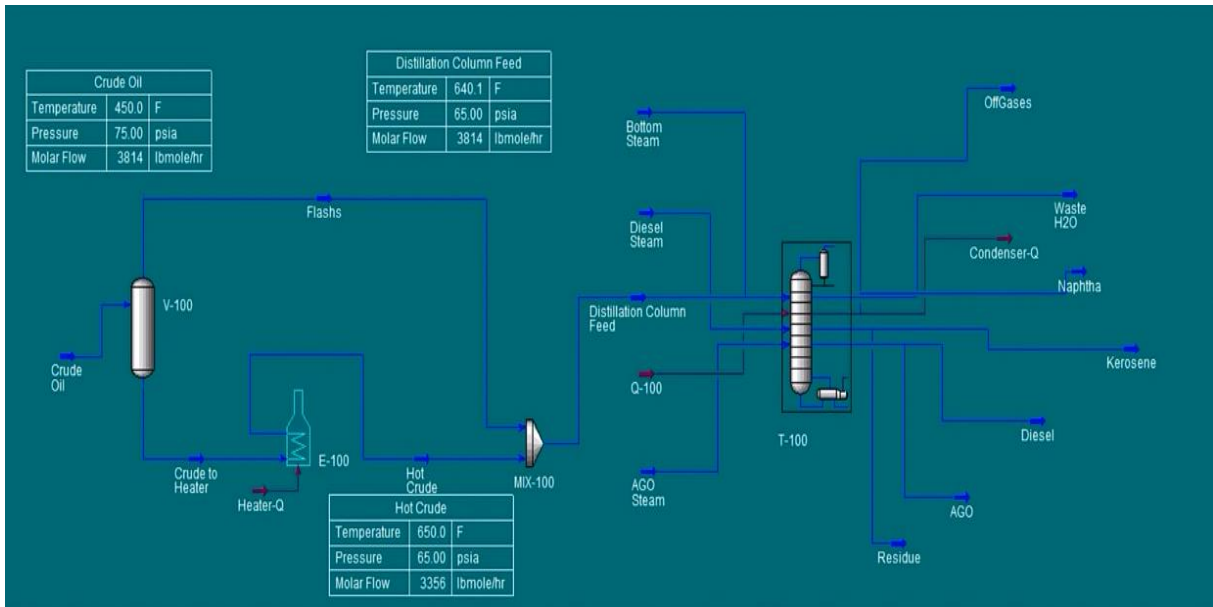 Crude Oil
Temperature 450.0 F
Pressure 75.00 psia
Molar Flow 3814 lbmole/hr
Distillation Column Feed
Temperature 640.1 F
Pressure 65.00 psia
Molar Flow 3814 lbmole/hr
Flashs
V-100
Crude
Oil
Crude to
Heater
E-100
Heater-Q
Hot
Crude
MIX-100
Hot Crude
Temperature 650.0 F
Pressure 65.00 psia
Molar Flow 3356 lbmole/hr
Bottom
Steam
Diesel
Steam
Distillation Column
Feed
Q-100
AGO
Steam
T-100
OffGases
Waste
H2O
Condenser-Q
Naphtha
Kerosene
Diesel
AGO
Residue